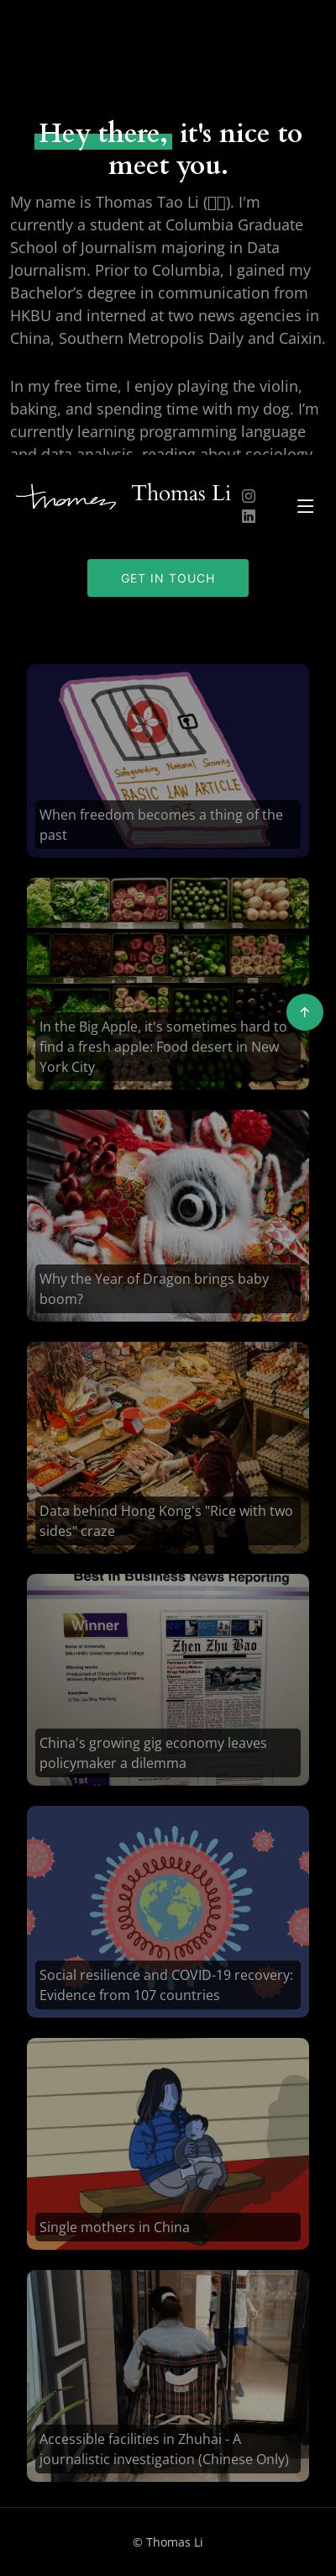 Hey there, it's nice to
meet you.
My name is Thomas Tao Li (). I'm
currently a student at Columbia Graduate
School of Journalism majoring in Data
Journalism. Prior to Columbia, I gained my
Bachelor’s degree in communication from
HKBU and interned at two news agencies in
China, Southern Metropolis Daily and Caixin.
In my free time, I enjoy playing the violin,
baking, and spending time with my dog. I’m
currently learning programming language
and data analysis, reading about sociology,
Thomas
Thomas Li
GET IN TOUCH
Safeguarding National Security
BASIC LAW ARTICLE
When freedom becomes a thing of the
past
In the Big Apple, it's sometimes hard to
find a fresh apple: Food desert in New
York City
Why the Year of Dragon brings baby
boom?
Data behind Hong Kong's "Rice with two
sides" craze
Best in Business News Reporting
Winner
Zhen Zhu Bao
China's growing gig economy leaves
policymaker a dilemma
1st
Social resilience and COVID-19 recovery:
Evidence from 107 countries
Single mothers in China
Accessible facilities in Zhuhai - A
journalistic investigation (Chinese Only)
© Thomas Li